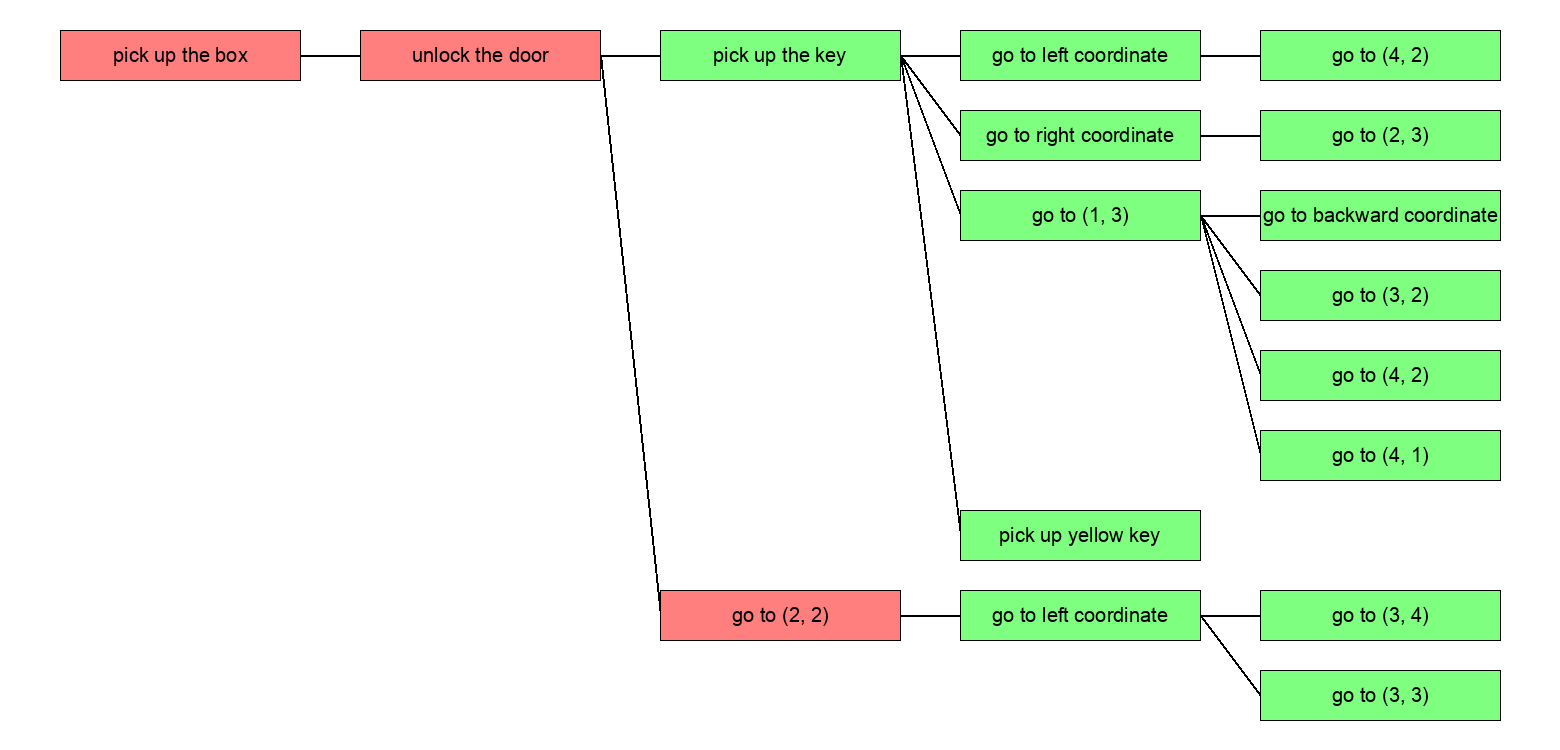 pick up the box
unlock the door
pick up the key
go to left coordinate
go to (4, 2)
go to right coordinate
go to (2, 3)
go to (1, 3)
go to backward coordinate
go to (3, 2)
go to (4, 2)
go to (4, 1)
pick up yellow key
go to (2, 2)
go to left coordinate
go to (3, 4)
go to (3, 3)